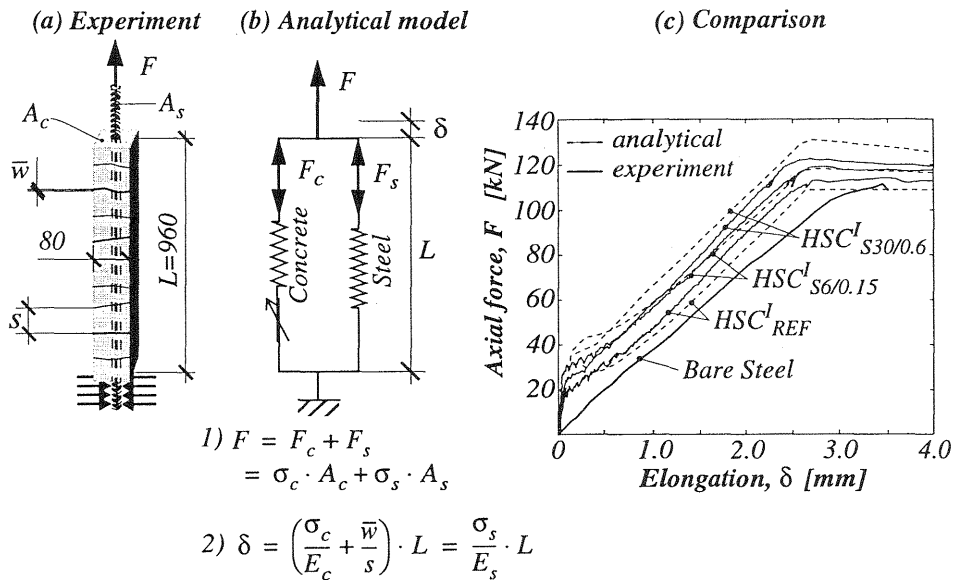 (a) Experiment
F
A_s
A_c
w̅
80
L=960
s
(b) Analytical model
F
δ
F_c
F_s
Concrete
Steel
L
1) F = F_c + F_s
= σ_c · A_c + σ_s · A_s
2) δ = (σ_c/E_c + w̅/s) · L = σ_s/E_s · L
(c) Comparison
Axial force, F [kN]
140
120
100
80
60
40
20
analytical
experiment
HSC^I_S30/0.6
HSC^I_S6/0.15
HSC^I_REF
Bare Steel
0
1.0
2.0
3.0
4.0
Elongation, δ [mm]